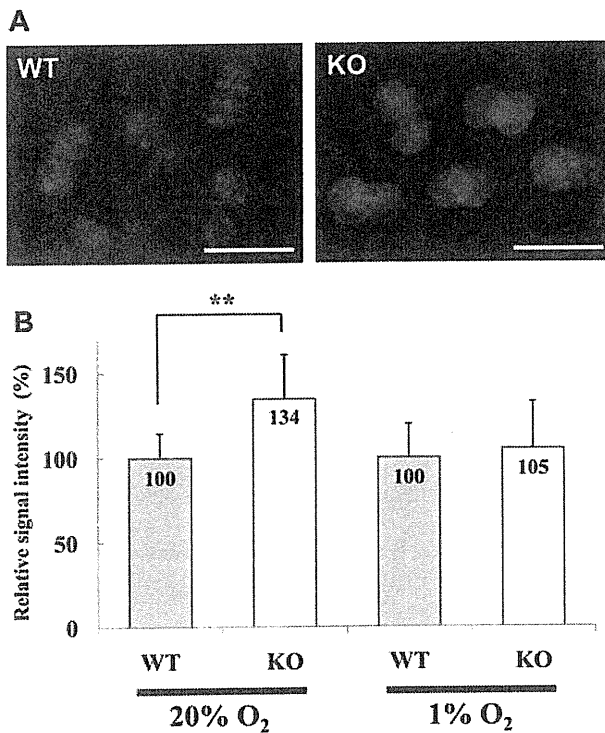 A
WT
KO
B
**
Relative signal intensity (%)
150
100
50
0
100
134
100
105
WT
KO
WT
KO
20% O₂
1% O₂